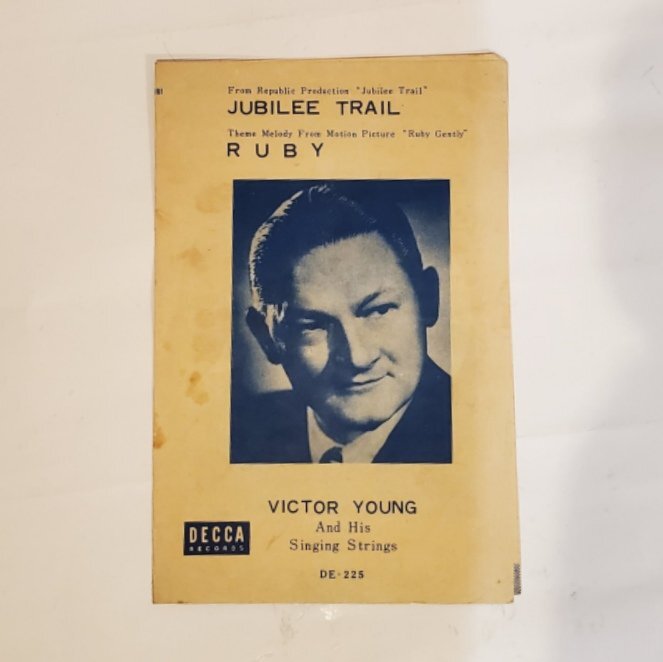 From Republic Production "Jubilee Trail"
JUBILEE TRAIL
Theme Melody From Motion Picture "Ruby Gently"
RUBY
VICTOR YOUNG
And His
Singing Strings
DECCA
RECORDS
DE-225